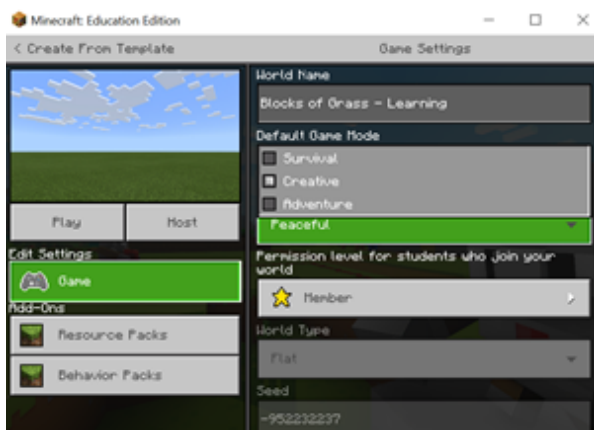 Minecraft: Education Edition
< Create From Template
Game Settings
Play
Host
Edit Settings
Game
Add-Ons
Resource Packs
Behavior Packs
World Name
Blocks of Grass - Learning
Default Game Mode
Survival
Creative
Adventure
Peaceful
Permission level for students who join your
world
Member
World Type
Flat
Seed
-952232237